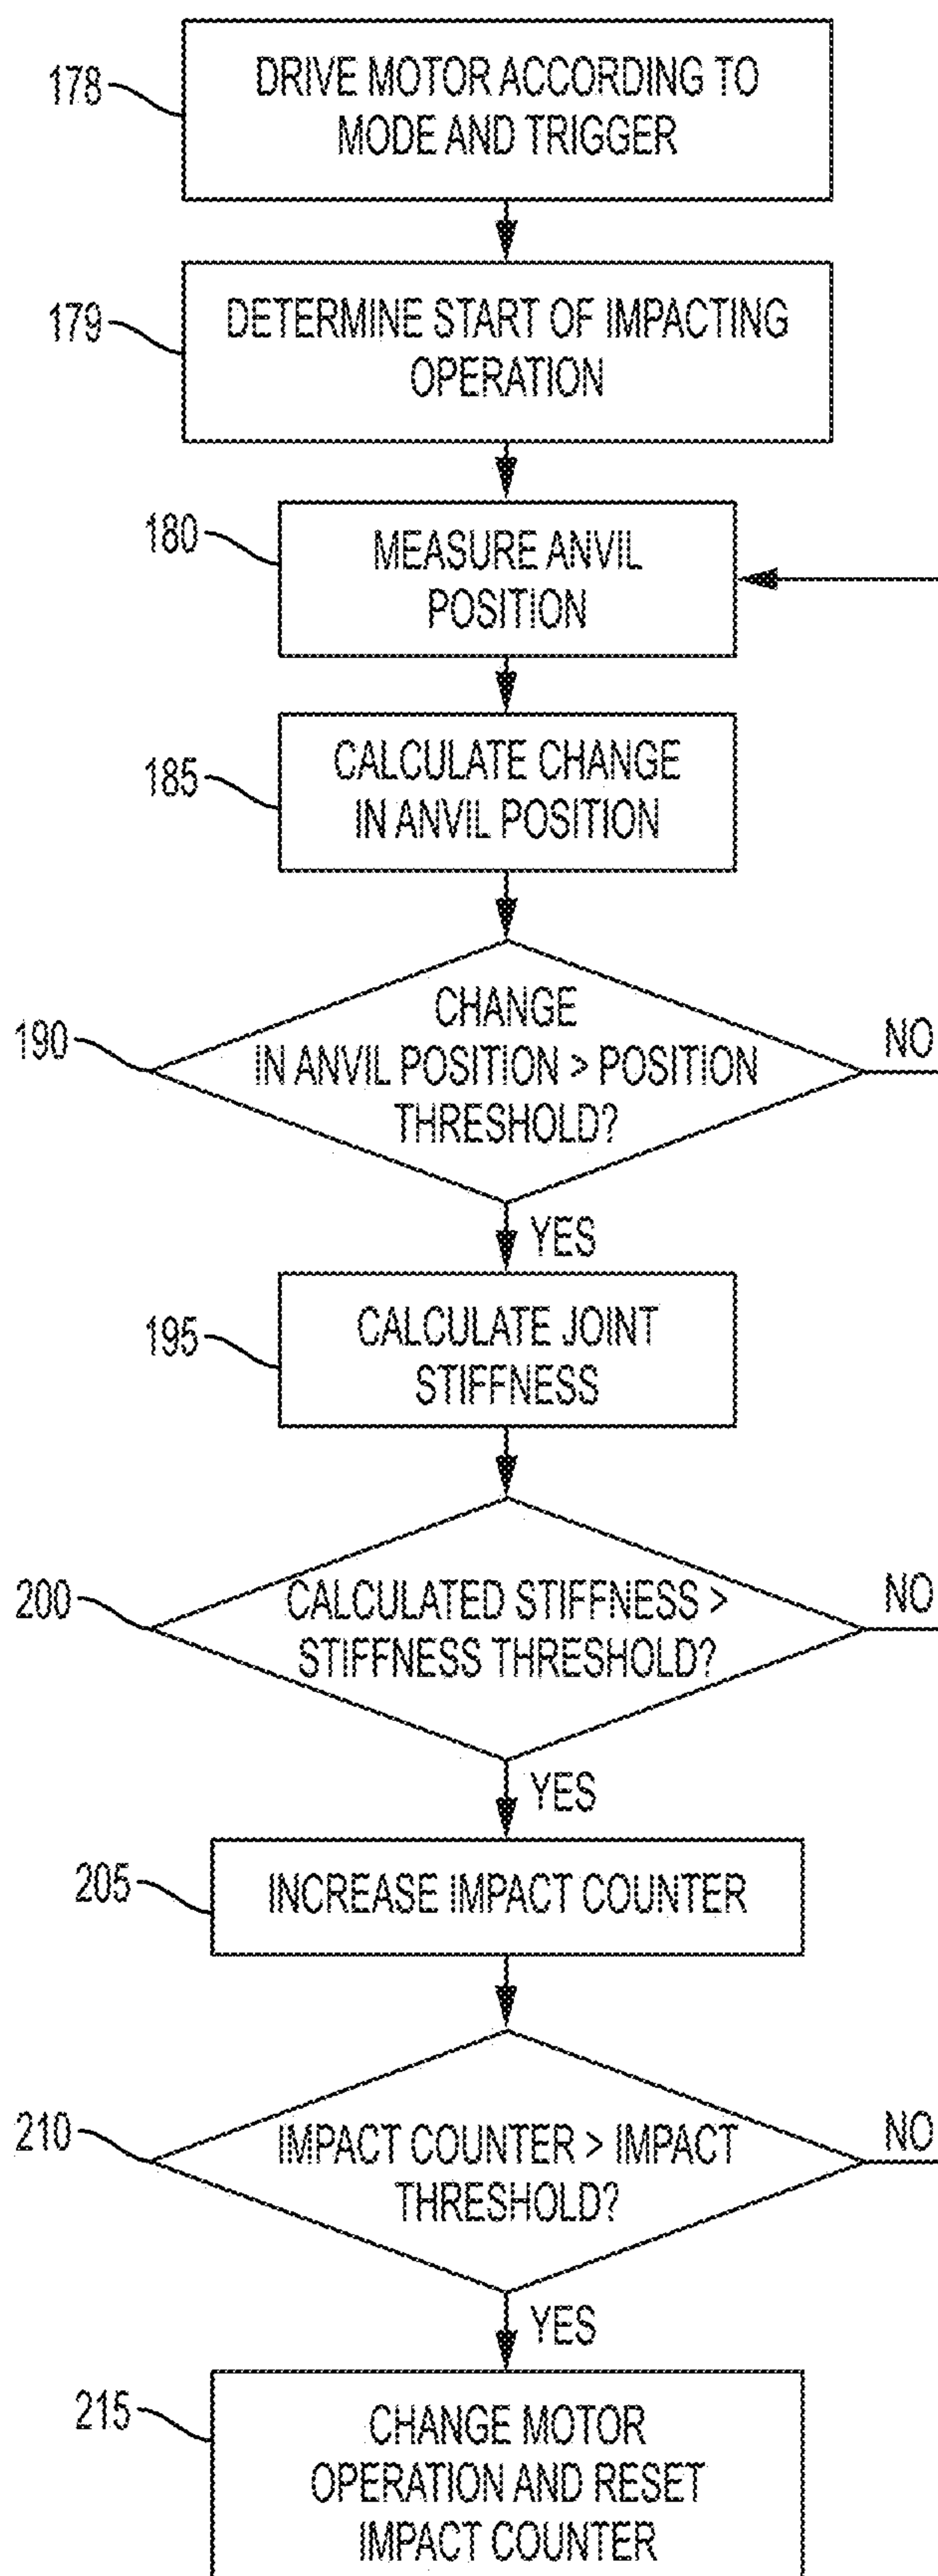 178
DRIVE MOTOR ACCORDING TO
MODE AND TRIGGER
179
DETERMINE START OF IMPACTING
OPERATION
180
MEASURE ANVIL
POSITION
185
CALCULATE CHANGE
IN ANVIL POSITION
190
CHANGE
IN ANVIL POSITION > POSITION
THRESHOLD?
NO
YES
195
CALCULATE JOINT
STIFFNESS
200
CALCULATED STIFFNESS >
STIFFNESS THRESHOLD?
NO
YES
205
INCREASE IMPACT COUNTER
210
IMPACT COUNTER > IMPACT
THRESHOLD?
NO
YES
215
CHANGE MOTOR
OPERATION AND RESET
IMPACT COUNTER